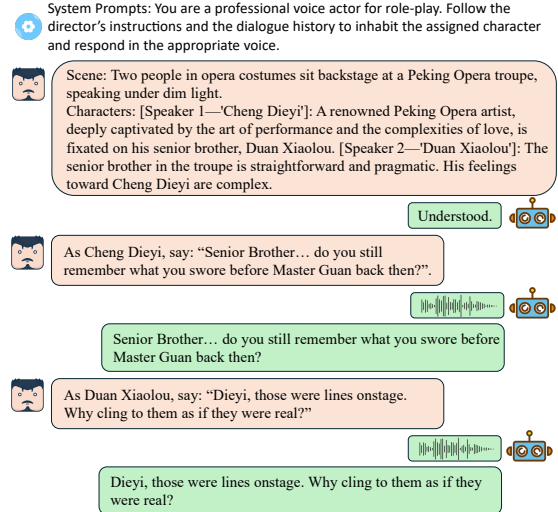 System Prompts: You are a professional voice actor for role-play. Follow the
director's instructions and the dialogue history to inhabit the assigned character
and respond in the appropriate voice.
Scene: Two people in opera costumes sit backstage at a Peking Opera troupe,
speaking under dim light.
Characters: [Speaker 1—'Cheng Dieyi']: A renowned Peking Opera artist,
deeply captivated by the art of performance and the complexities of love, is
fixated on his senior brother, Duan Xiaolou. [Speaker 2—'Duan Xiaolou']: The
senior brother in the troupe is straightforward and pragmatic. His feelings
toward Cheng Dieyi are complex.
Understood.
As Cheng Dieyi, say: “Senior Brother… do you still
remember what you swore before Master Guan back then?”.
Senior Brother… do you still remember what you swore before
Master Guan back then?
As Duan Xiaolou, say: “Dieyi, those were lines onstage.
Why cling to them as if they were real?”
Dieyi, those were lines onstage. Why cling to them as if they
were real?